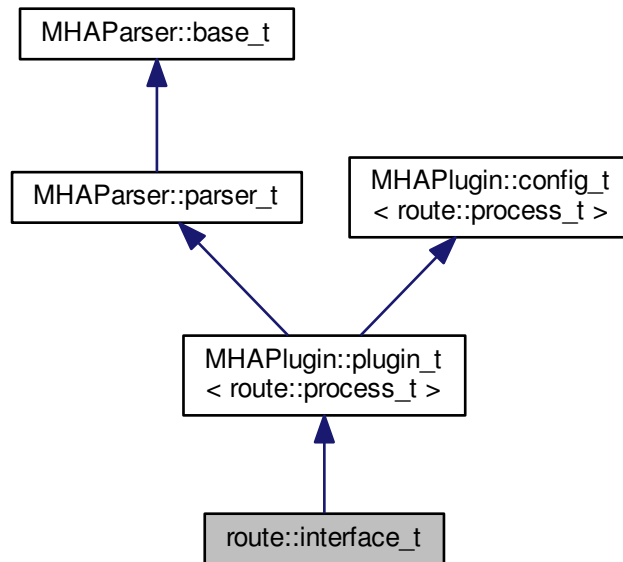 MHAParser::base_t
MHAParser::parser_t
MHAPlugin::config_t
< route::process_t >
MHAPlugin::plugin_t
< route::process_t >
route::interface_t